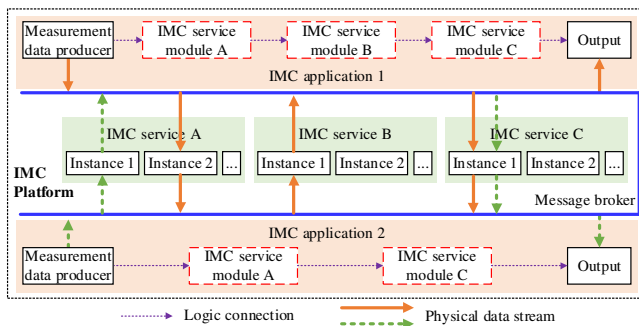 Measurement data producer
IMC service module A
IMC service module B
IMC service module C
Output
IMC application 1
IMC service A
Instance 1
Instance 2
...
IMC service B
Instance 1
Instance 2
...
IMC service C
Instance 1
Instance 2
...
IMC Platform
Message broker
IMC application 2
Measurement data producer
IMC service module A
IMC service module C
Output
Logic connection
Physical data stream